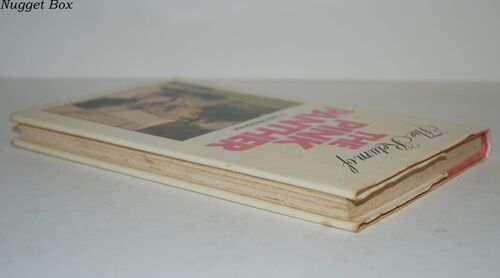 Nugget Box
The Return of
THE
PINK
PANTHER